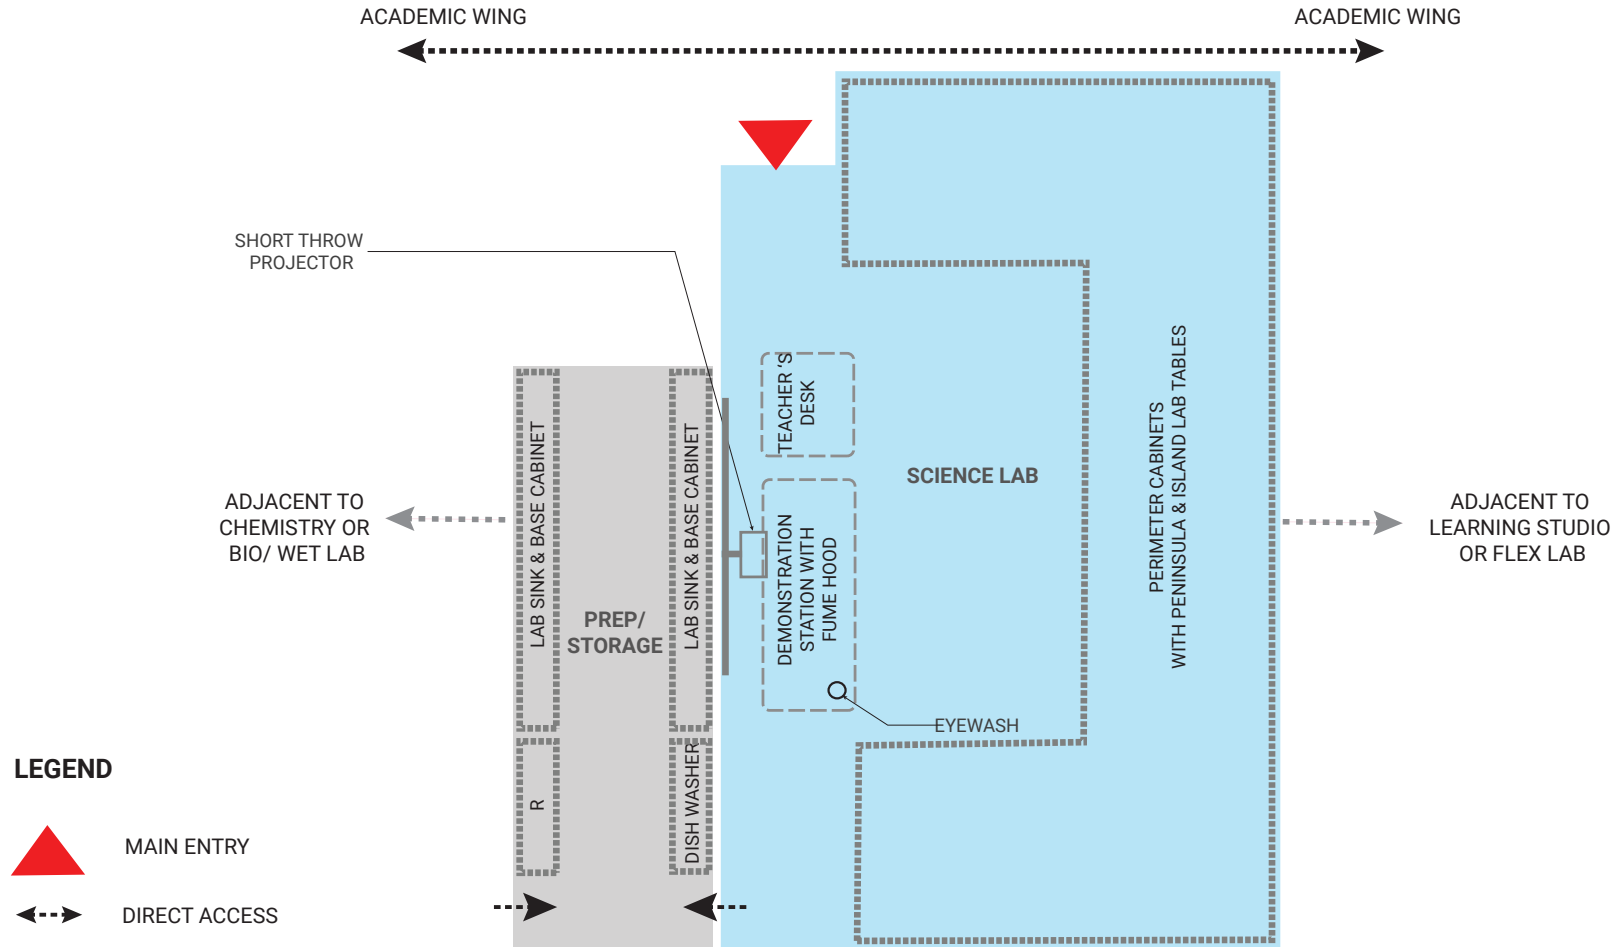 ACADEMIC WING
ACADEMIC WING
SHORT THROW
PROJECTOR
TEACHER 'S
DESK
SCIENCE LAB
LAB SINK & BASE CABINET
LAB SINK & BASE CABINET
PREP/
STORAGE
DEMONSTRATION
STATION WITH
FUME HOOD
PERIMETER CABINETS
WITH PENINSULA & ISLAND LAB TABLES
ADJACENT TO
CHEMISTRY OR
BIO/ WET LAB
ADJACENT TO
LEARNING STUDIO
OR FLEX LAB
EYEWASH
R
DISH WASHER
LEGEND
MAIN ENTRY
DIRECT ACCESS